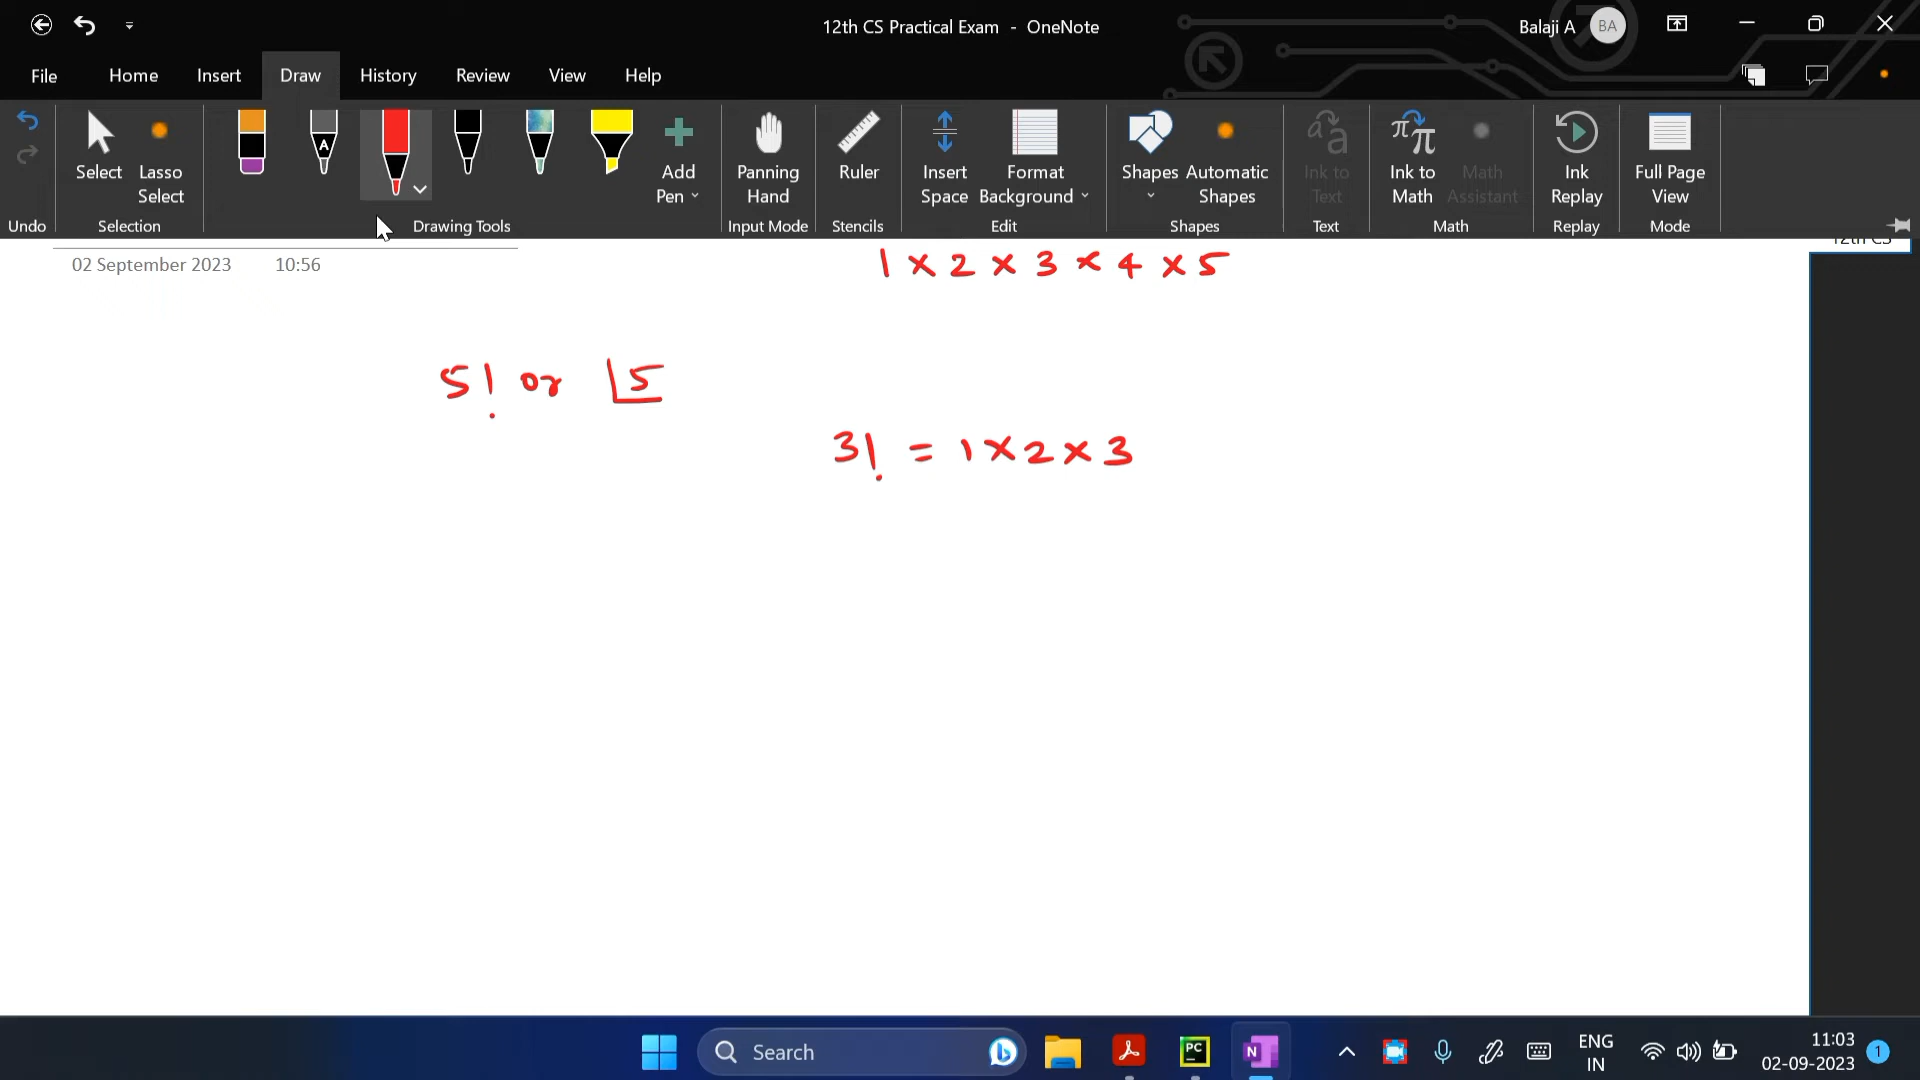 12th CS Practical Exam - OneNote
Balaji A BA
File Home Insert Draw History Review View Help
A
Select
Lasso Select
Add Pen
Panning Hand
Ruler
Insert Space
Format Background
Shapes
Automatic Shapes
Ink to Text
Ink to Math
Math Assistant
Ink Replay
Full Page View
Undo Selection Drawing Tools Input Mode Stencils Edit Shapes Text Math Replay Mode
12th CS
02 September 2023 10:56
1 × 2 × 3 × 4 × 5
5! or |5
3! = 1 × 2 × 3
Search
PC
N
ENG IN
11:03
02-09-2023
1